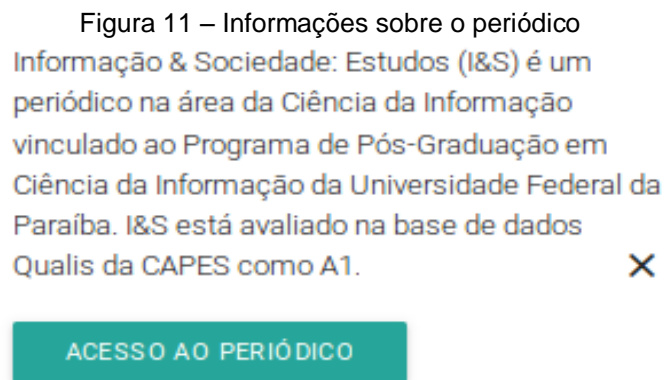 Figura 11 – Informações sobre o periódico
Informação & Sociedade: Estudos (I&S) é um
periódico na área da Ciência da Informação
vinculado ao Programa de Pós-Graduação em
Ciência da Informação da Universidade Federal da
Paraíba. I&S está avaliado na base de dados
Qualis da CAPES como A1.
ACESSO AO PERIÓDICO